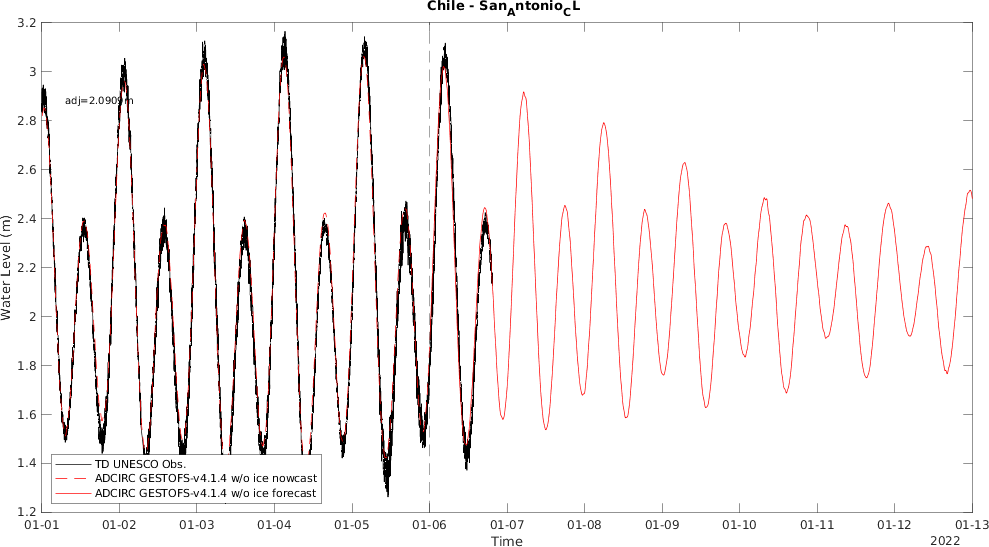 Chile - San_Antonio_CL
3.2
3
2.8
2.6
2.4
2.2
2
1.8
1.6
1.4
1.2
Water Level (m)
adj=2.0909m
TD UNESCO Obs.
ADCIRC GESTOFS-v4.1.4 w/o ice nowcast
ADCIRC GESTOFS-v4.1.4 w/o ice forecast
01-01 01-02 01-03 01-04 01-05 01-06 01-07 01-08 01-09 01-10 01-11 01-12 01-13
Time
2022